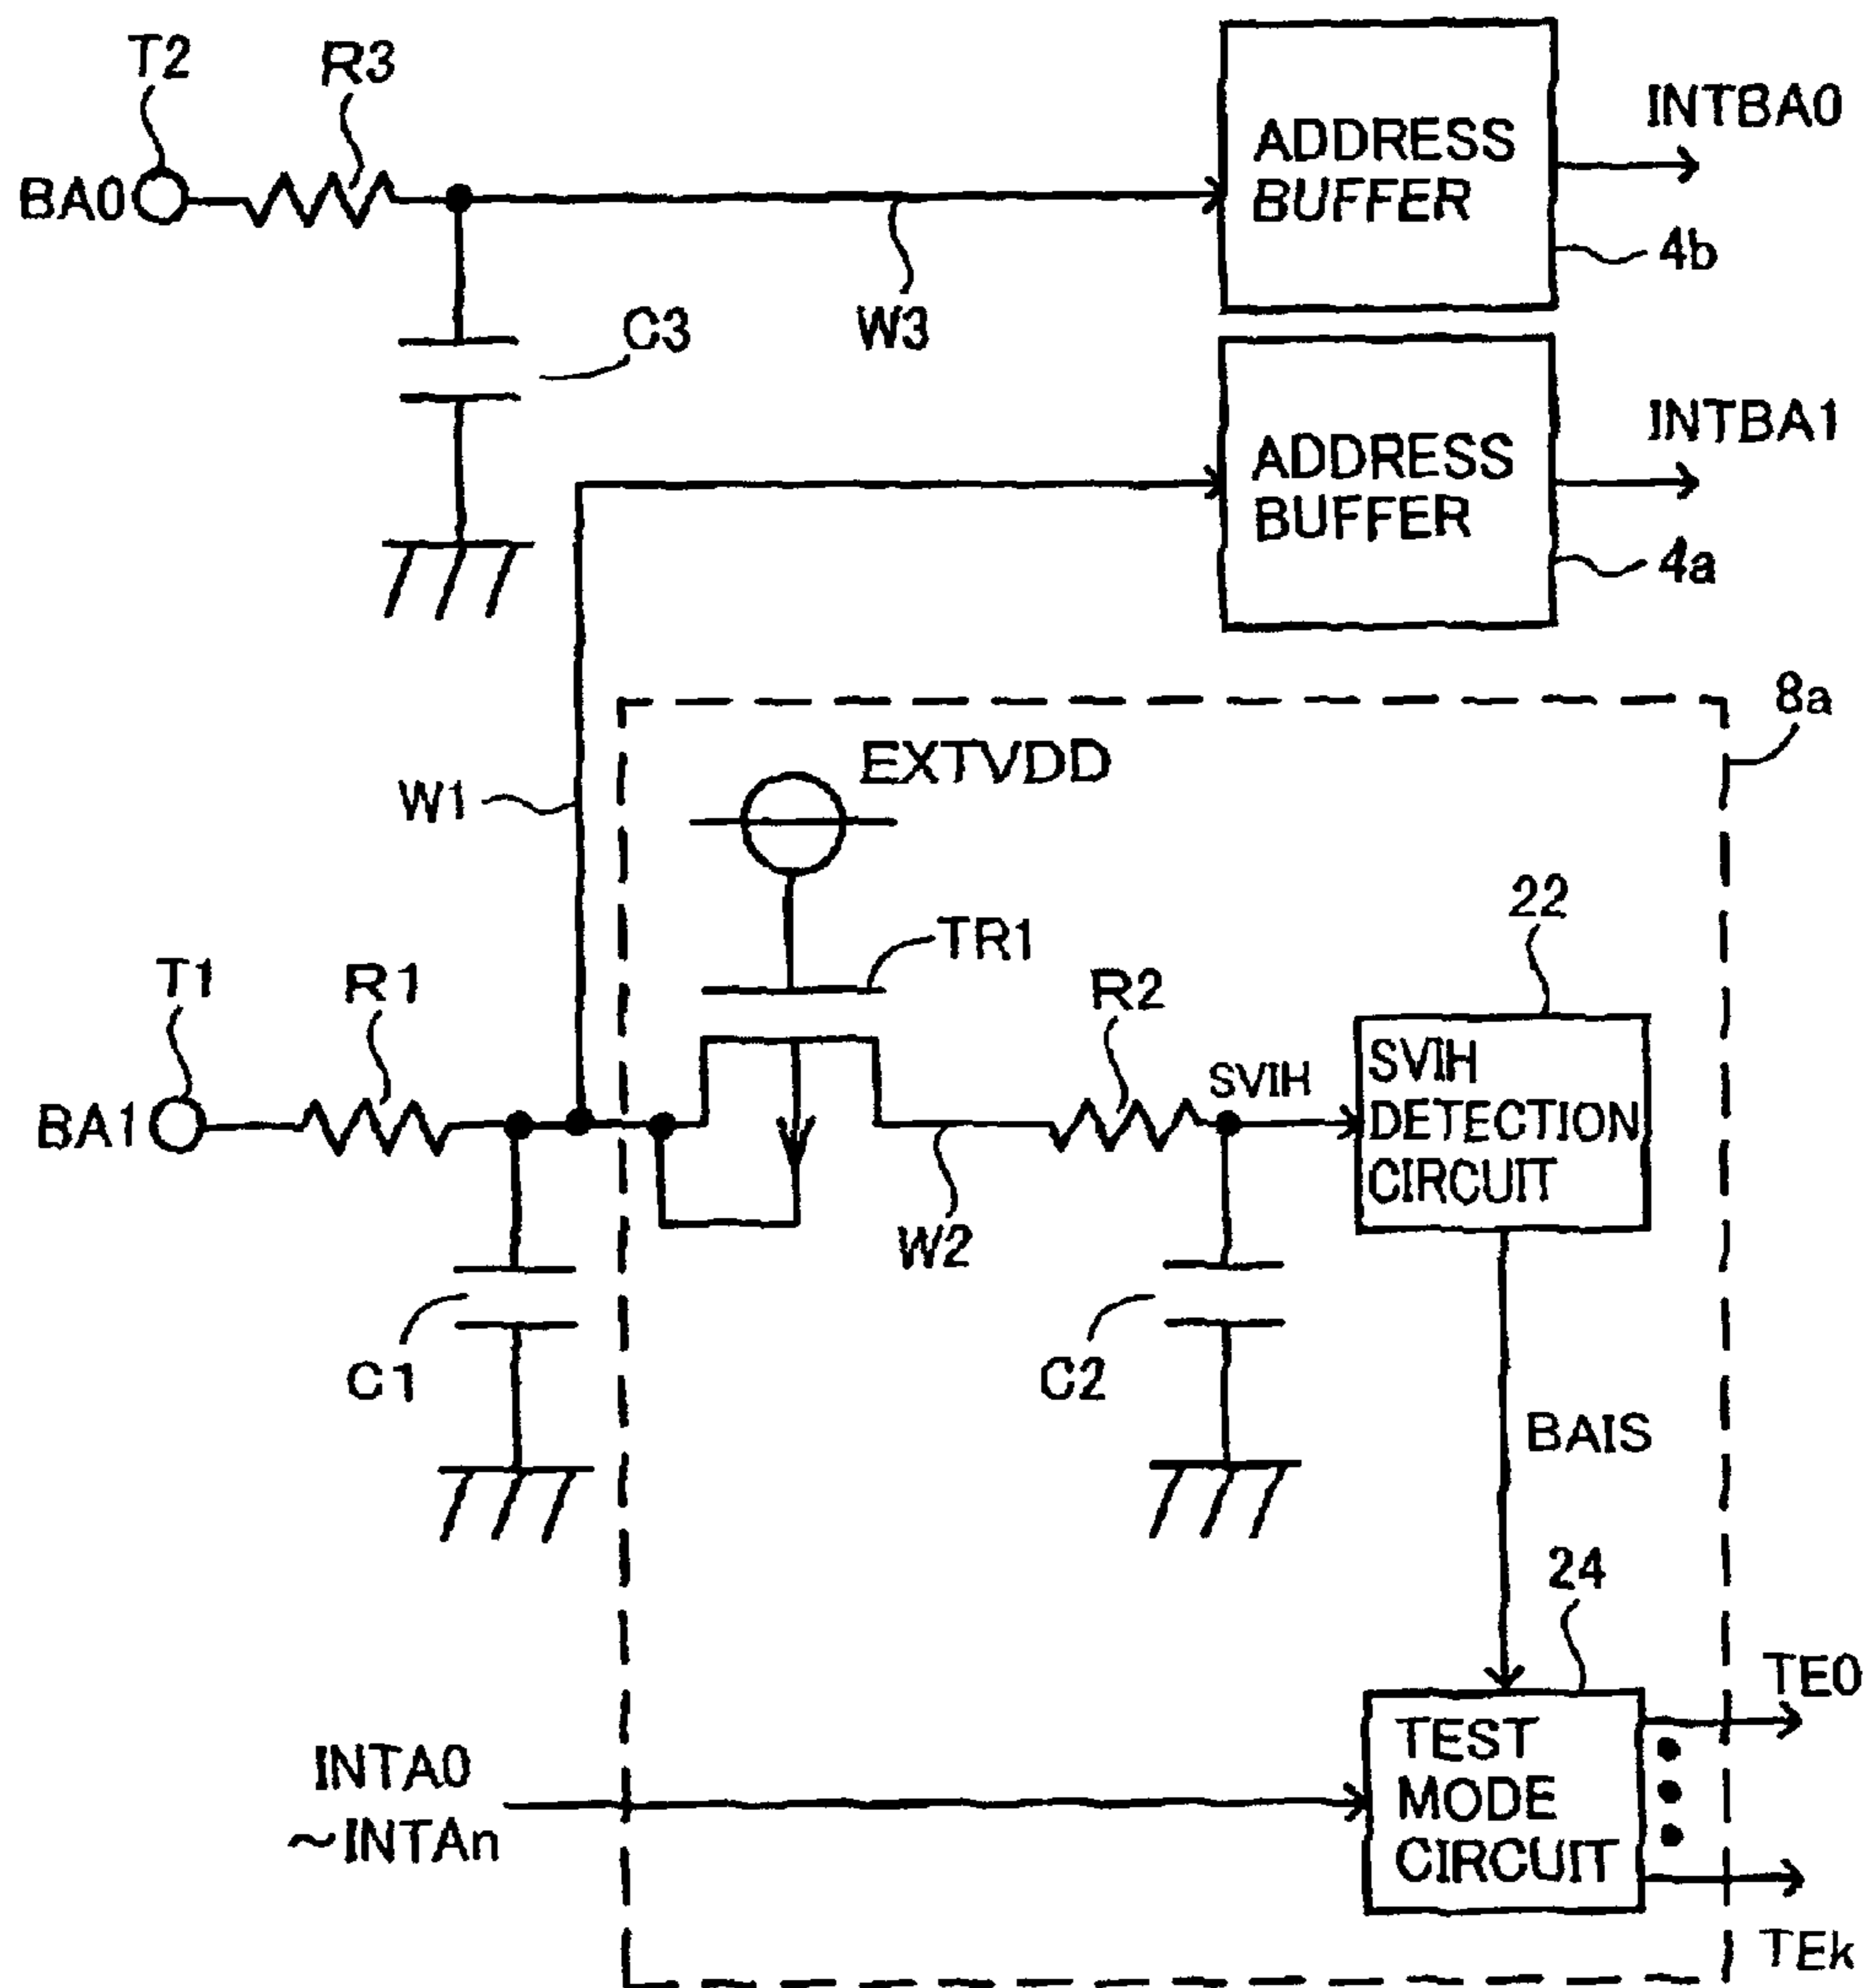 T2
R3
BA0
ADDRESS
BUFFER
INTBA0
4b
C3
W3
ADDRESS
BUFFER
INTBA1
4a
8a
EXTVDD
W1
22
TR1
T1
R1
R2
SVIH
BA1
SVIH
DETECTION
CIRCUIT
W2
C1
C2
BAIS
24
TE0
INTA0
~INTAn
TEST
MODE
CIRCUIT
TEk